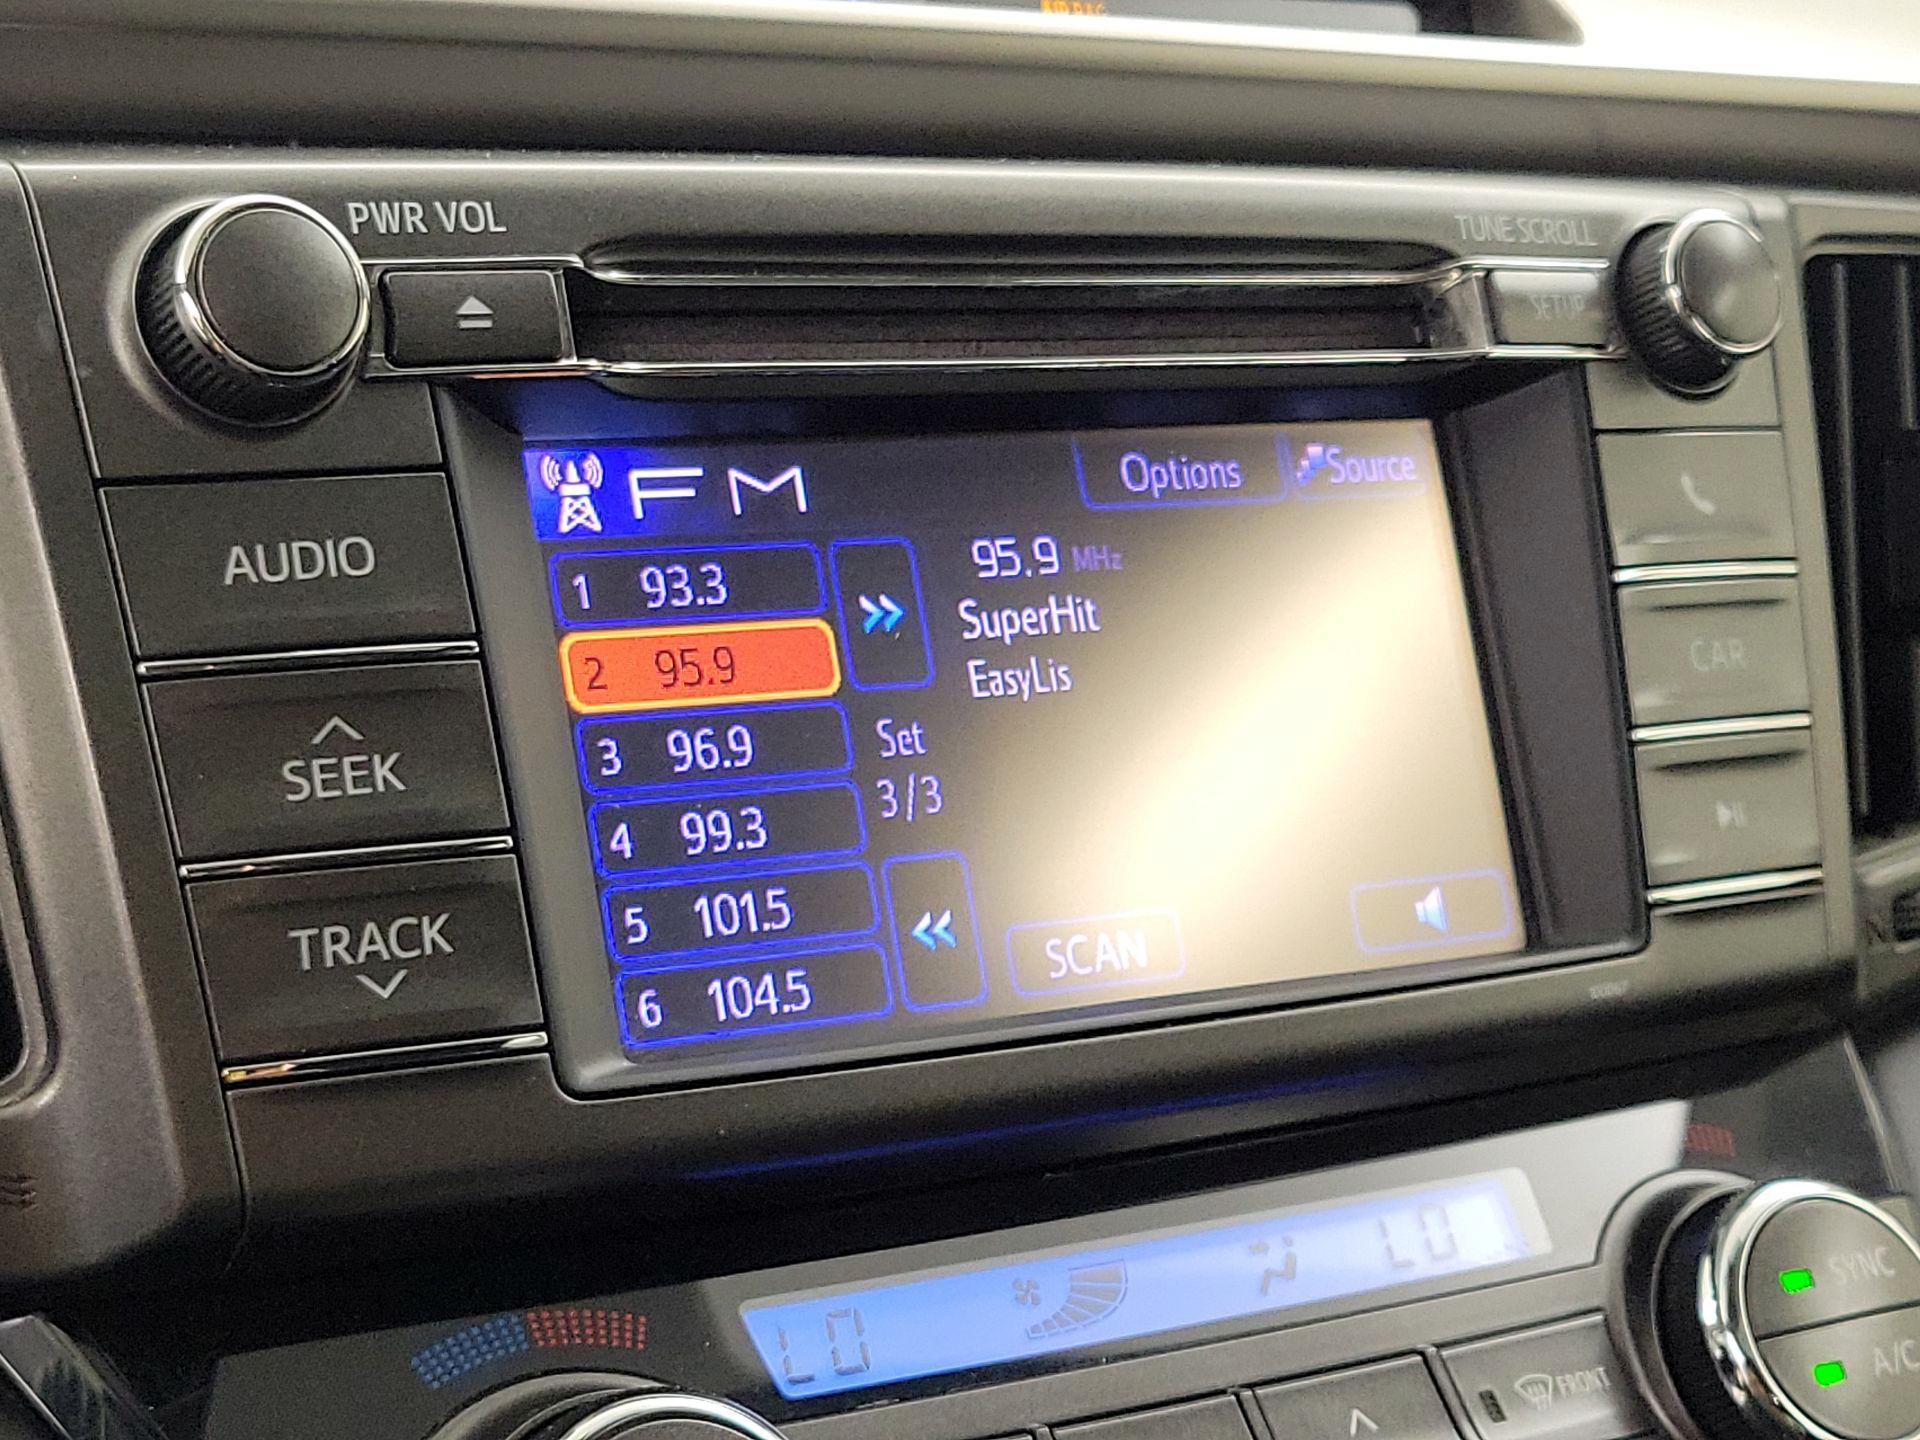 AIRBAG
PWR VOL
TUNE SCROLL
SETUP
FM
Options
Source
AUDIO
1 93.3
95.9 MHz
2 95.9
SuperHit
EasyLis
CAR
SEEK
3 96.9
Set
3/3
4 99.3
TRACK
5 101.5
SCAN
6 104.5
LO
LO
SYNC
A/C
FRONT